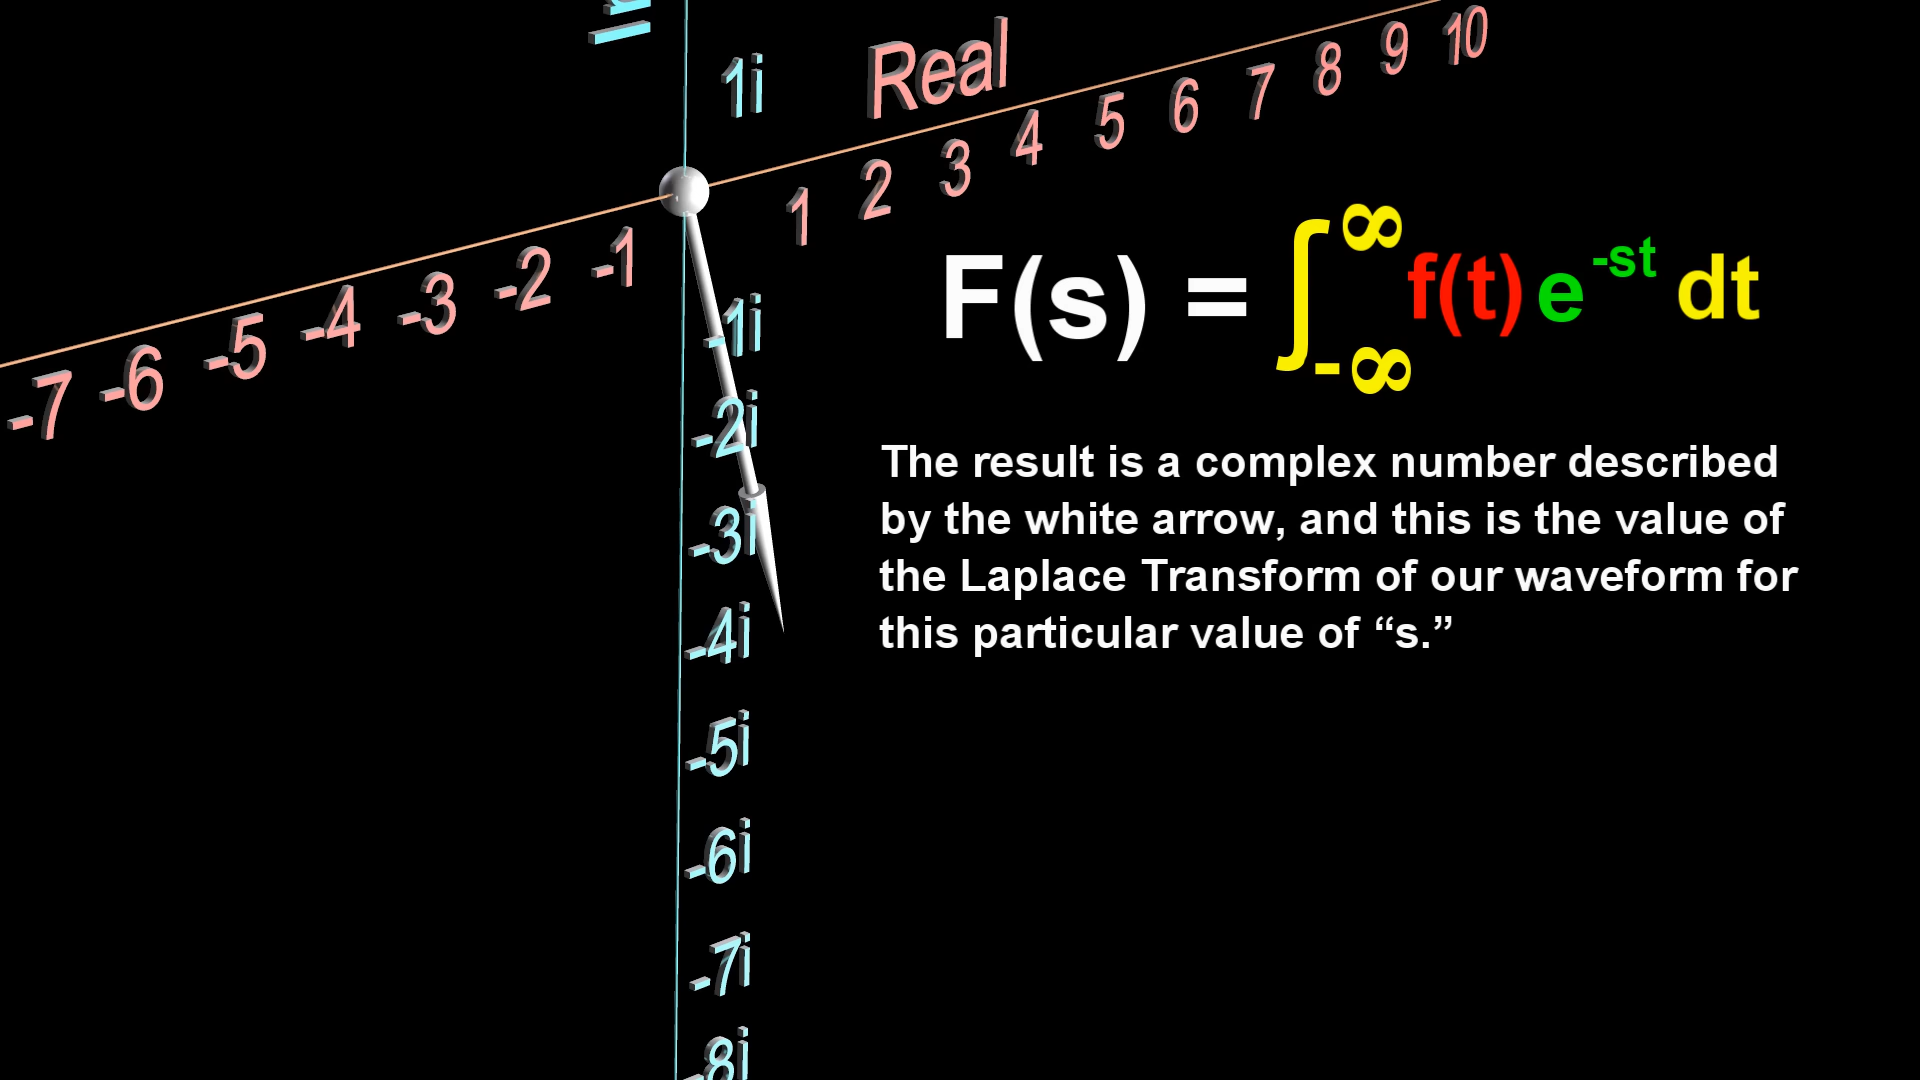 1i
Real
10
9
8
7
6
5
4
3
2
1
-1
-2
-3
-4
-5
-6
-7
-1i
-2i
-3i
-4i
-5i
-6i
-7i
-8i
F(s) = ∫ ∞ -∞ f(t) e^-st dt
The result is a complex number described
by the white arrow, and this is the value of
the Laplace Transform of our waveform for
this particular value of “s.”